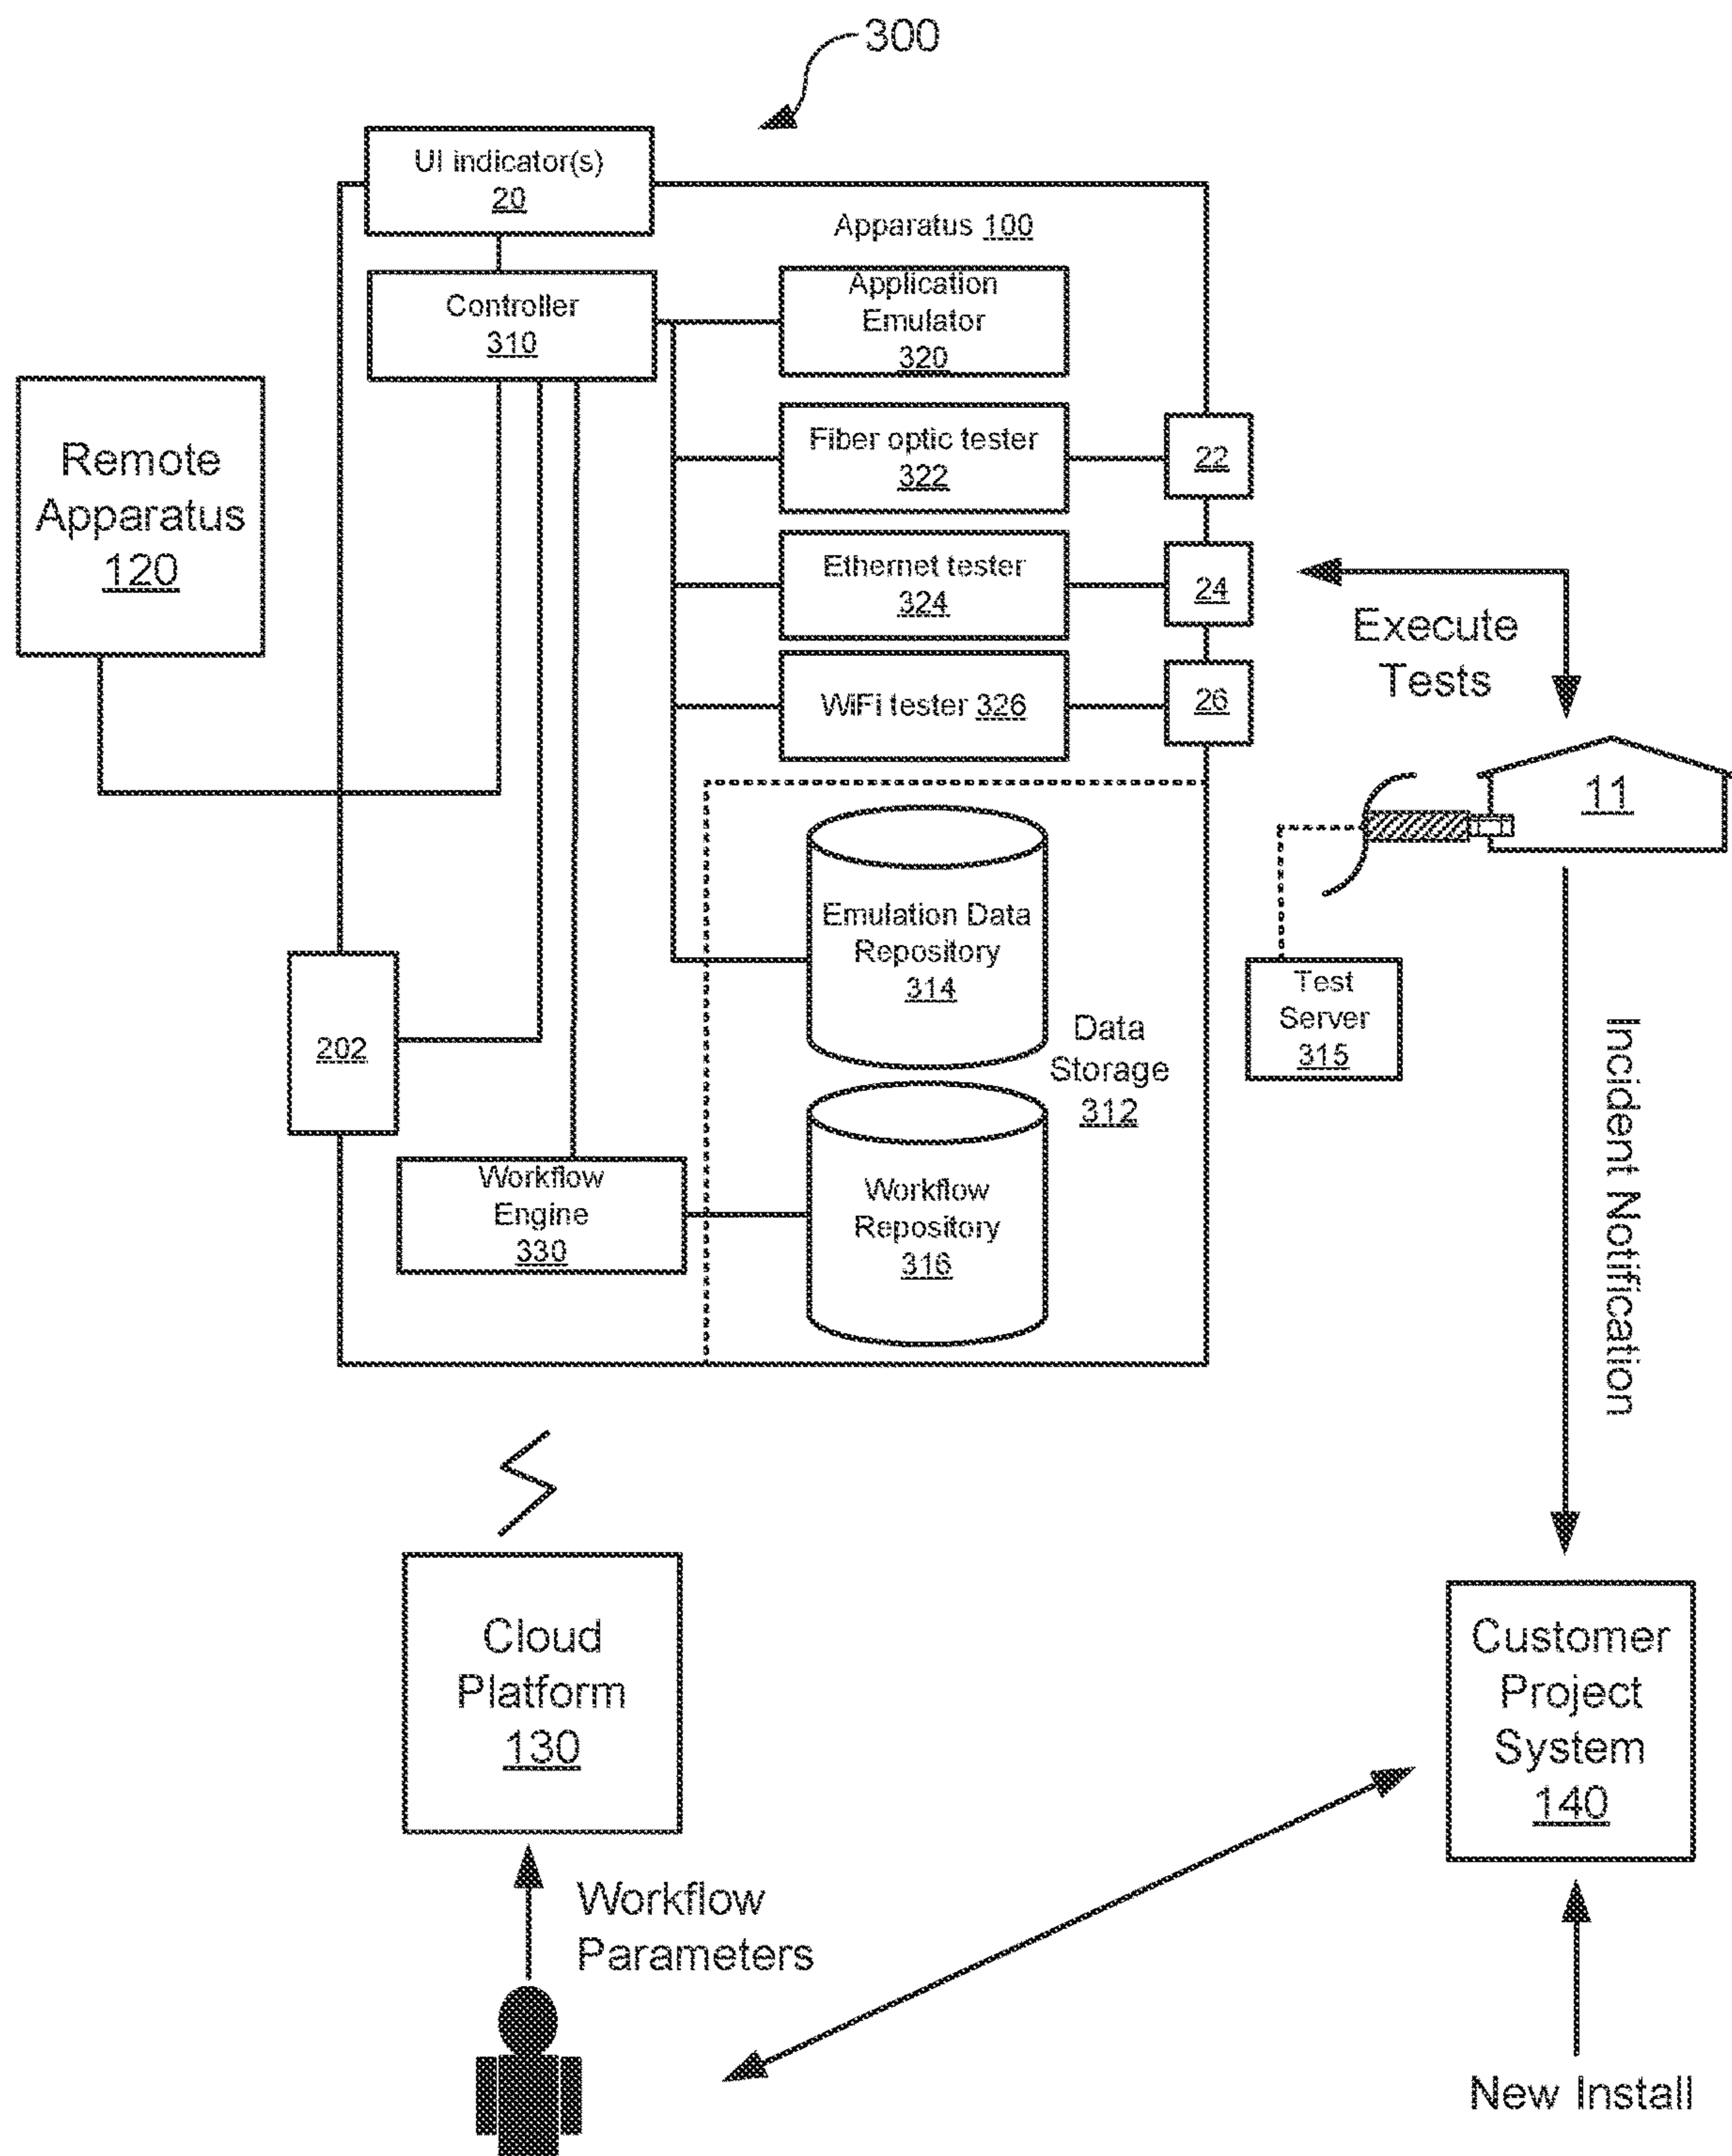 300
UI indicator(s)
20
Apparatus 100
Controller
310
Application
Emulator
320
Remote
Apparatus
120
Fiber optic tester
322
22
Ethernet tester
324
24
Execute
Tests
WiFi tester 326
26
11
Emulation Data
Repository
314
Test
Server
315
202
Data
Storage
312
Incident Notification
Workflow
Engine
330
Workflow
Repository
316
Cloud
Platform
130
Customer
Project
System
140
Workflow
Parameters
New Install